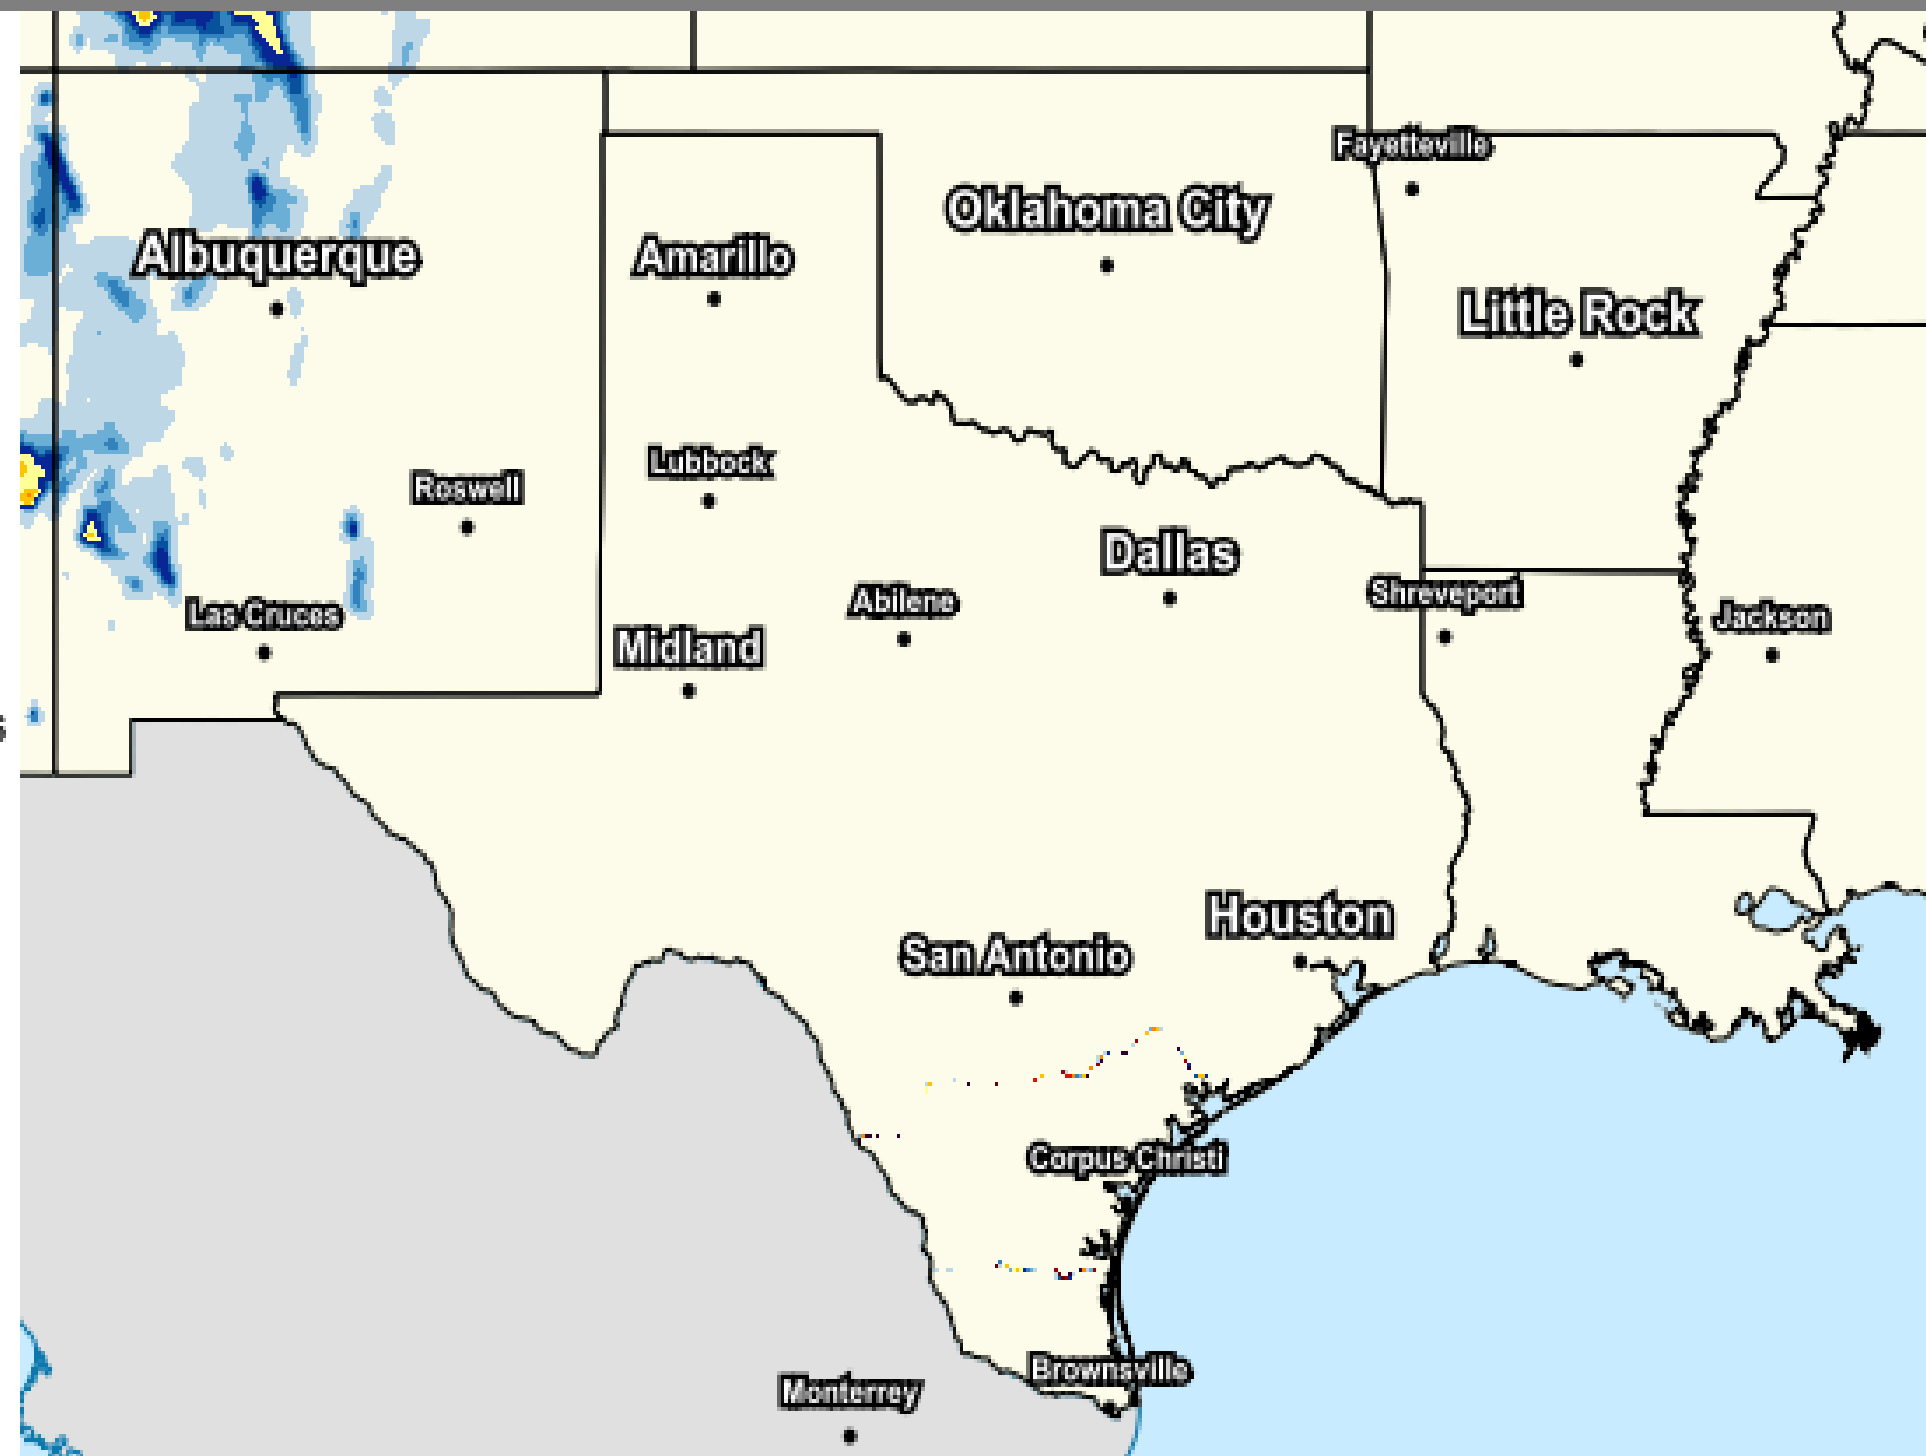 Fayetteville
Oklahoma City
Albuquerque
Amarillo
Little Rock
Lubbock
Roswell
Dallas
Shreveport
Abilene
Las Cruces
Jackson
Midland
Houston
San Antonio
Corpus Christi
Brownsville
Monterrey